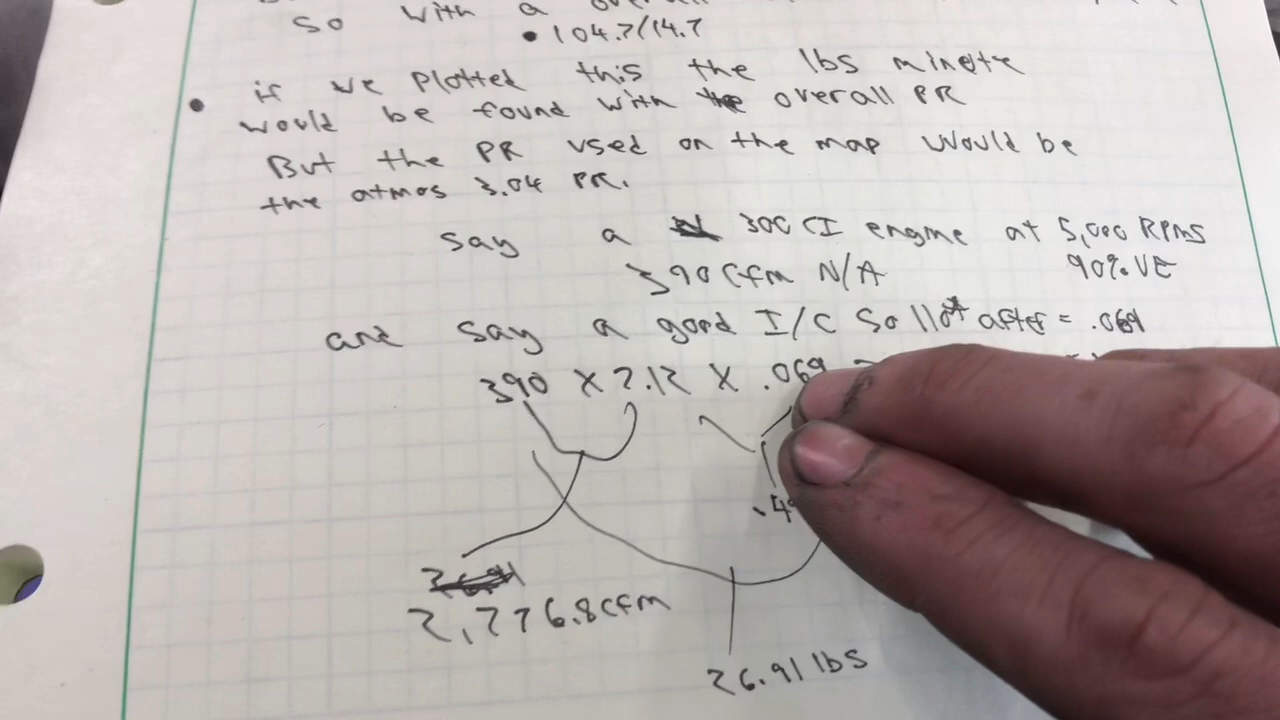 So with a
• 104.7/14.7
• if we plotted this the lbs minete
would be found with overall PR
But the PR used on the map would be
the atmos 3.04 PR.
say a 300 CI engine at 5,000 RPMs
390 cfm N/A 90% VE
and say a good I/C so 110° after = .069
390 X 7.12 X .069
.4
2,776.8 cfm
26.91 lbs